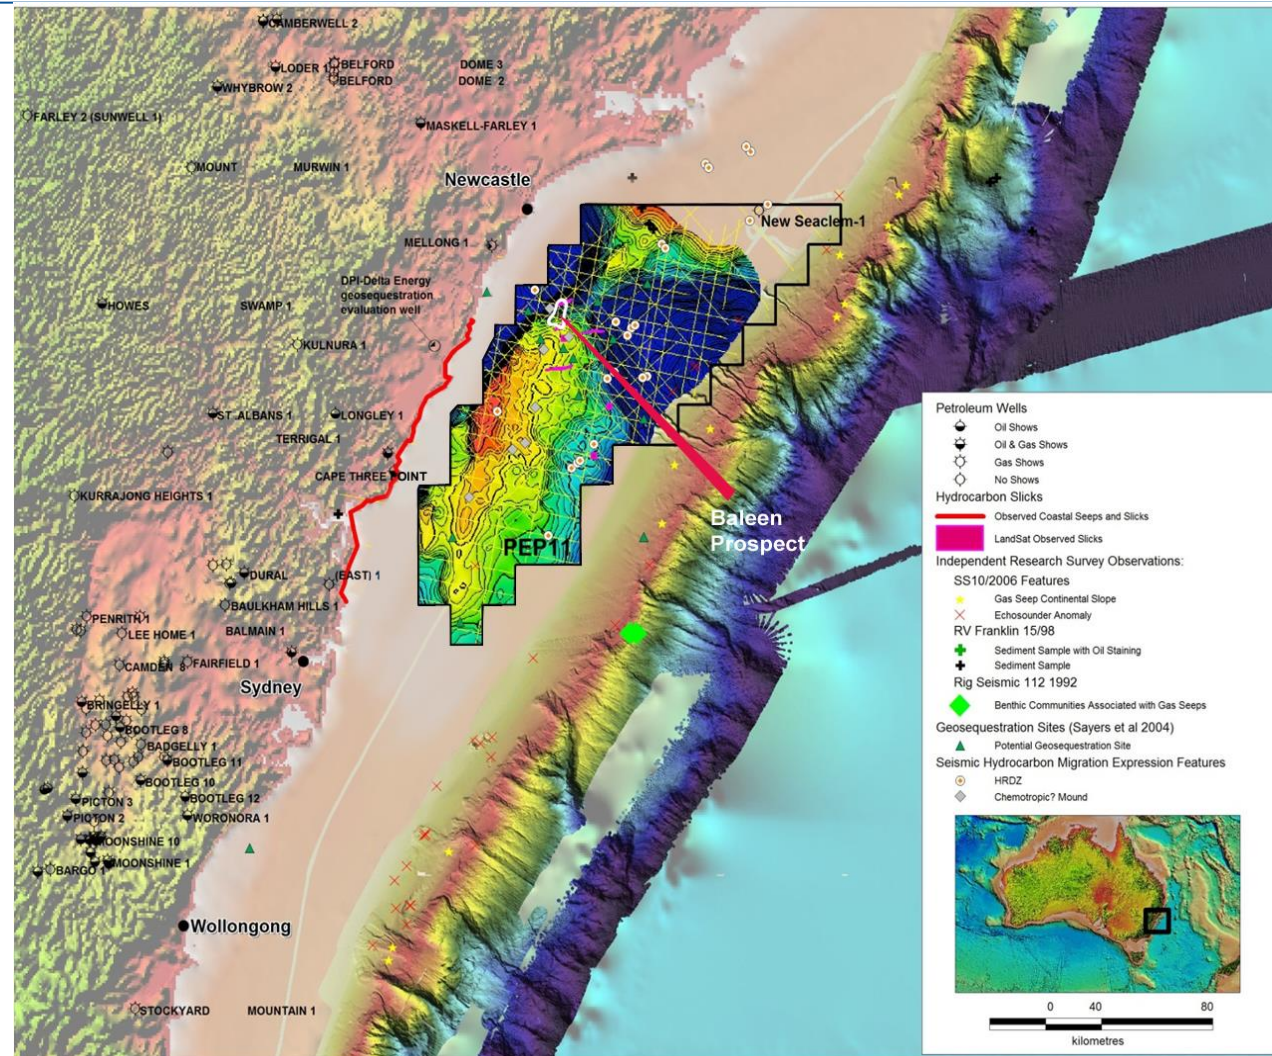 CAMBERWELL 2
LODER 1
BELFORD
DOME 3
BELFORD
DOME 2
WHYBROW 2
FARLEY 2 (SUNWELL 1)
MASKELL-FARLEY 1
MOUNT
MURWIN 1
Newcastle
New Seaclem-1
MELLONG 1
DPI-Delta Energy
geosequestration
evaluation well
HOWES
SWAMP 1
KULNURA 1
ST. ALBANS 1
LONGLEY 1
TERRIGAL 1
CAPE THREE POINT
KURRAJONG HEIGHTS 1
Baleen
Prospect
PEP11
DURAL
(EAST) 1
BAULKHAM HILLS 1
PENRITH 1
LEE HOME 1
BALMAIN 1
CAMDEN 8
FAIRFIELD 1
Sydney
BRINGELLY 1
BOOTLEG 8
BADGELLY 1
BOOTLEG 11
BOOTLEG 10
PICTON 3
BOOTLEG 12
PICTON 2
WORONORA 1
MOONSHINE 10
MOONSHINE 1
BARGO 1
Wollongong
STOCKYARD
MOUNTAIN 1
Petroleum Wells
Oil Shows
Oil & Gas Shows
Gas Shows
No Shows
Hydrocarbon Slicks
Observed Coastal Seeps and Slicks
LandSat Observed Slicks
Independent Research Survey Observations:
SS10/2006 Features
Gas Seep Continental Slope
Echosounder Anomaly
RV Franklin 15/98
Sediment Sample with Oil Staining
Sediment Sample
Rig Seismic 112 1992
Benthic Communities Associated with Gas Seeps
Geosequestration Sites (Sayers et al 2004)
Potential Geosequestration Site
Seismic Hydrocarbon Migration Expression Features
HRDZ
Chemotropic? Mound
0 40 80
kilometres